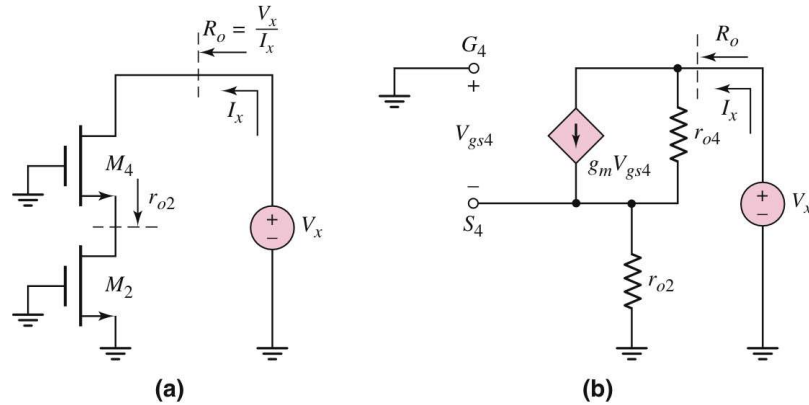 R_o = V_x / I_x
I_x
M_4
r_o2
+
−
V_x
M_2
(a)
G_4
+
V_gs4
−
S_4
g_mV_gs4
r_o4
R_o
I_x
+
−
V_x
r_o2
(b)